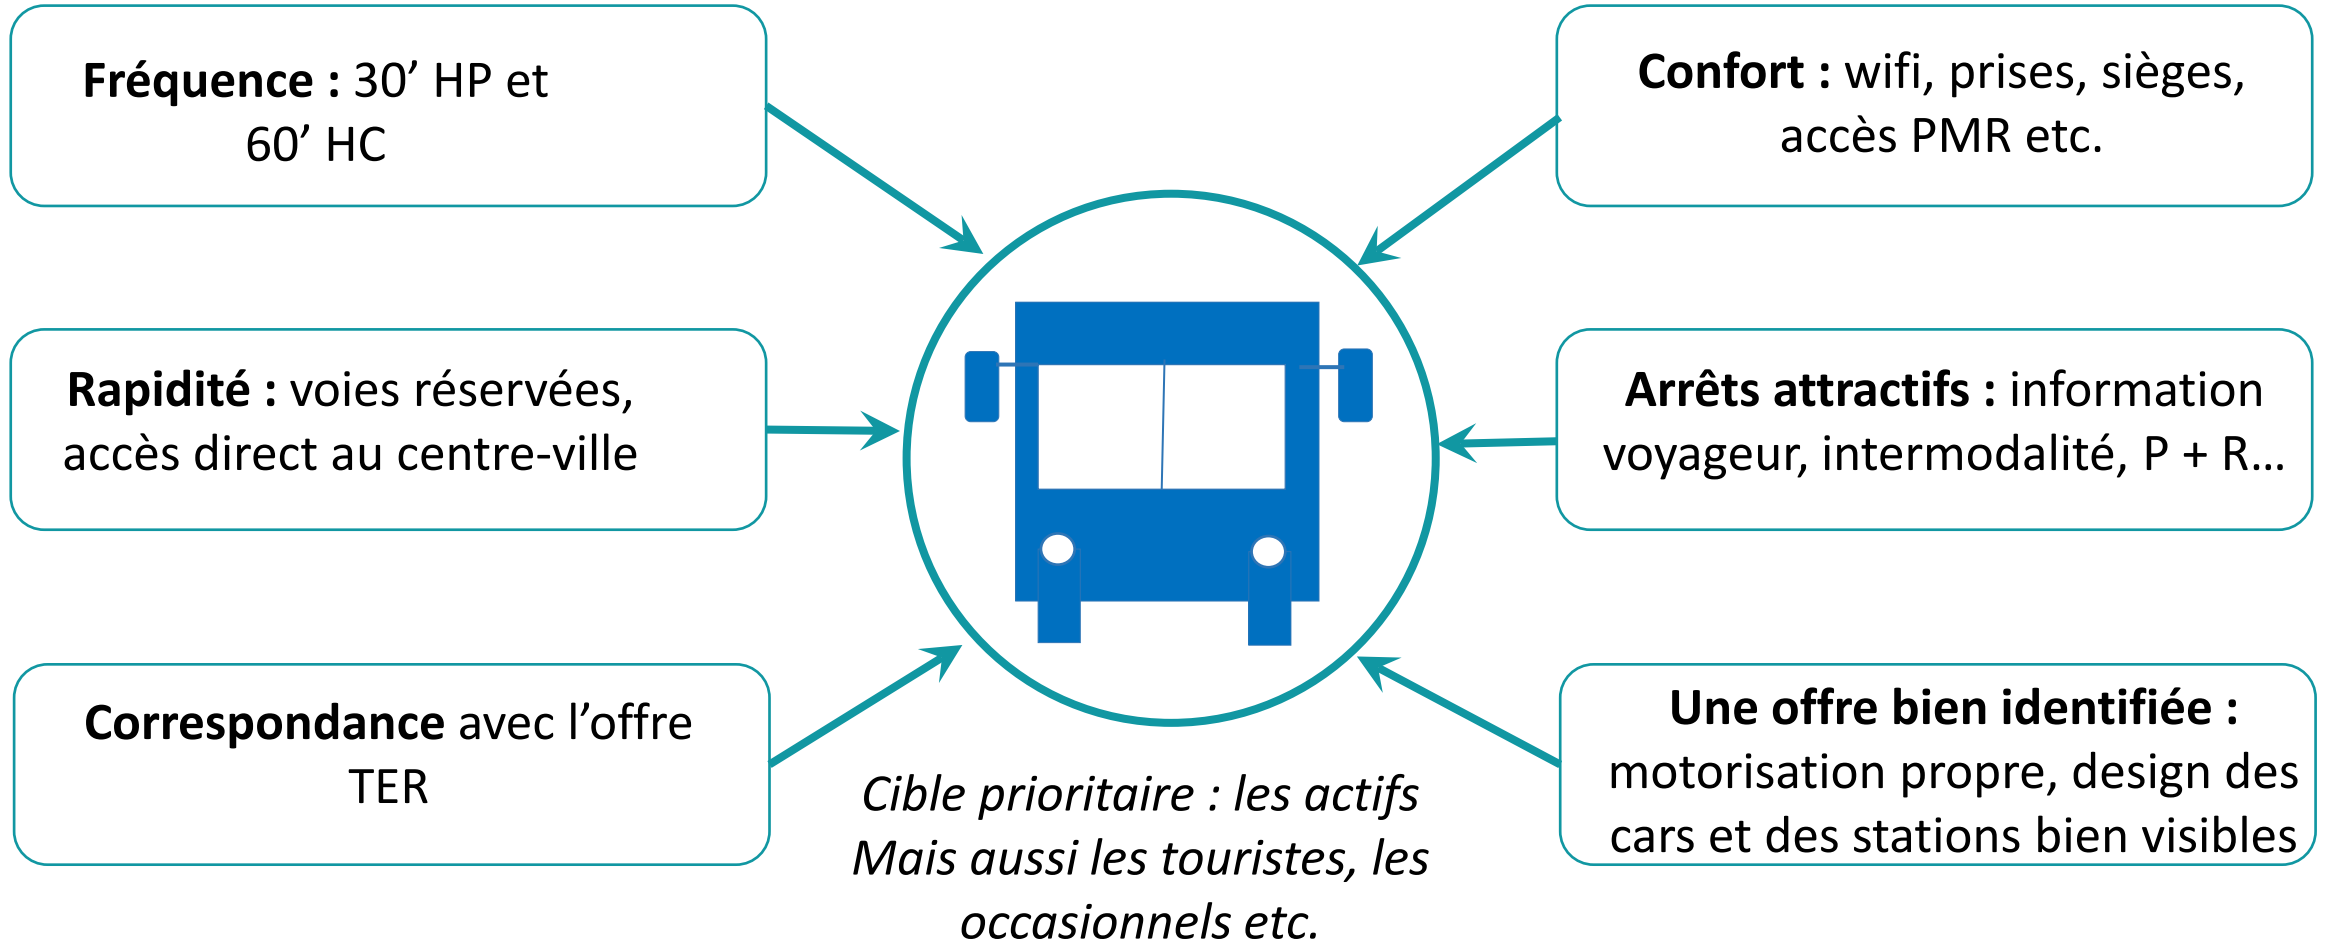 Fréquence : 30’ HP et
60’ HC
Rapidité : voies réservées,
accès direct au centre-ville
Correspondance avec l’offre
TER
Confort : wifi, prises, sièges,
accès PMR etc.
Arrêts attractifs : information
voyageur, intermodalité, P + R…
Une offre bien identifiée :
motorisation propre, design des
cars et des stations bien visibles
Cible prioritaire : les actifs
Mais aussi les touristes, les
occasionnels etc.